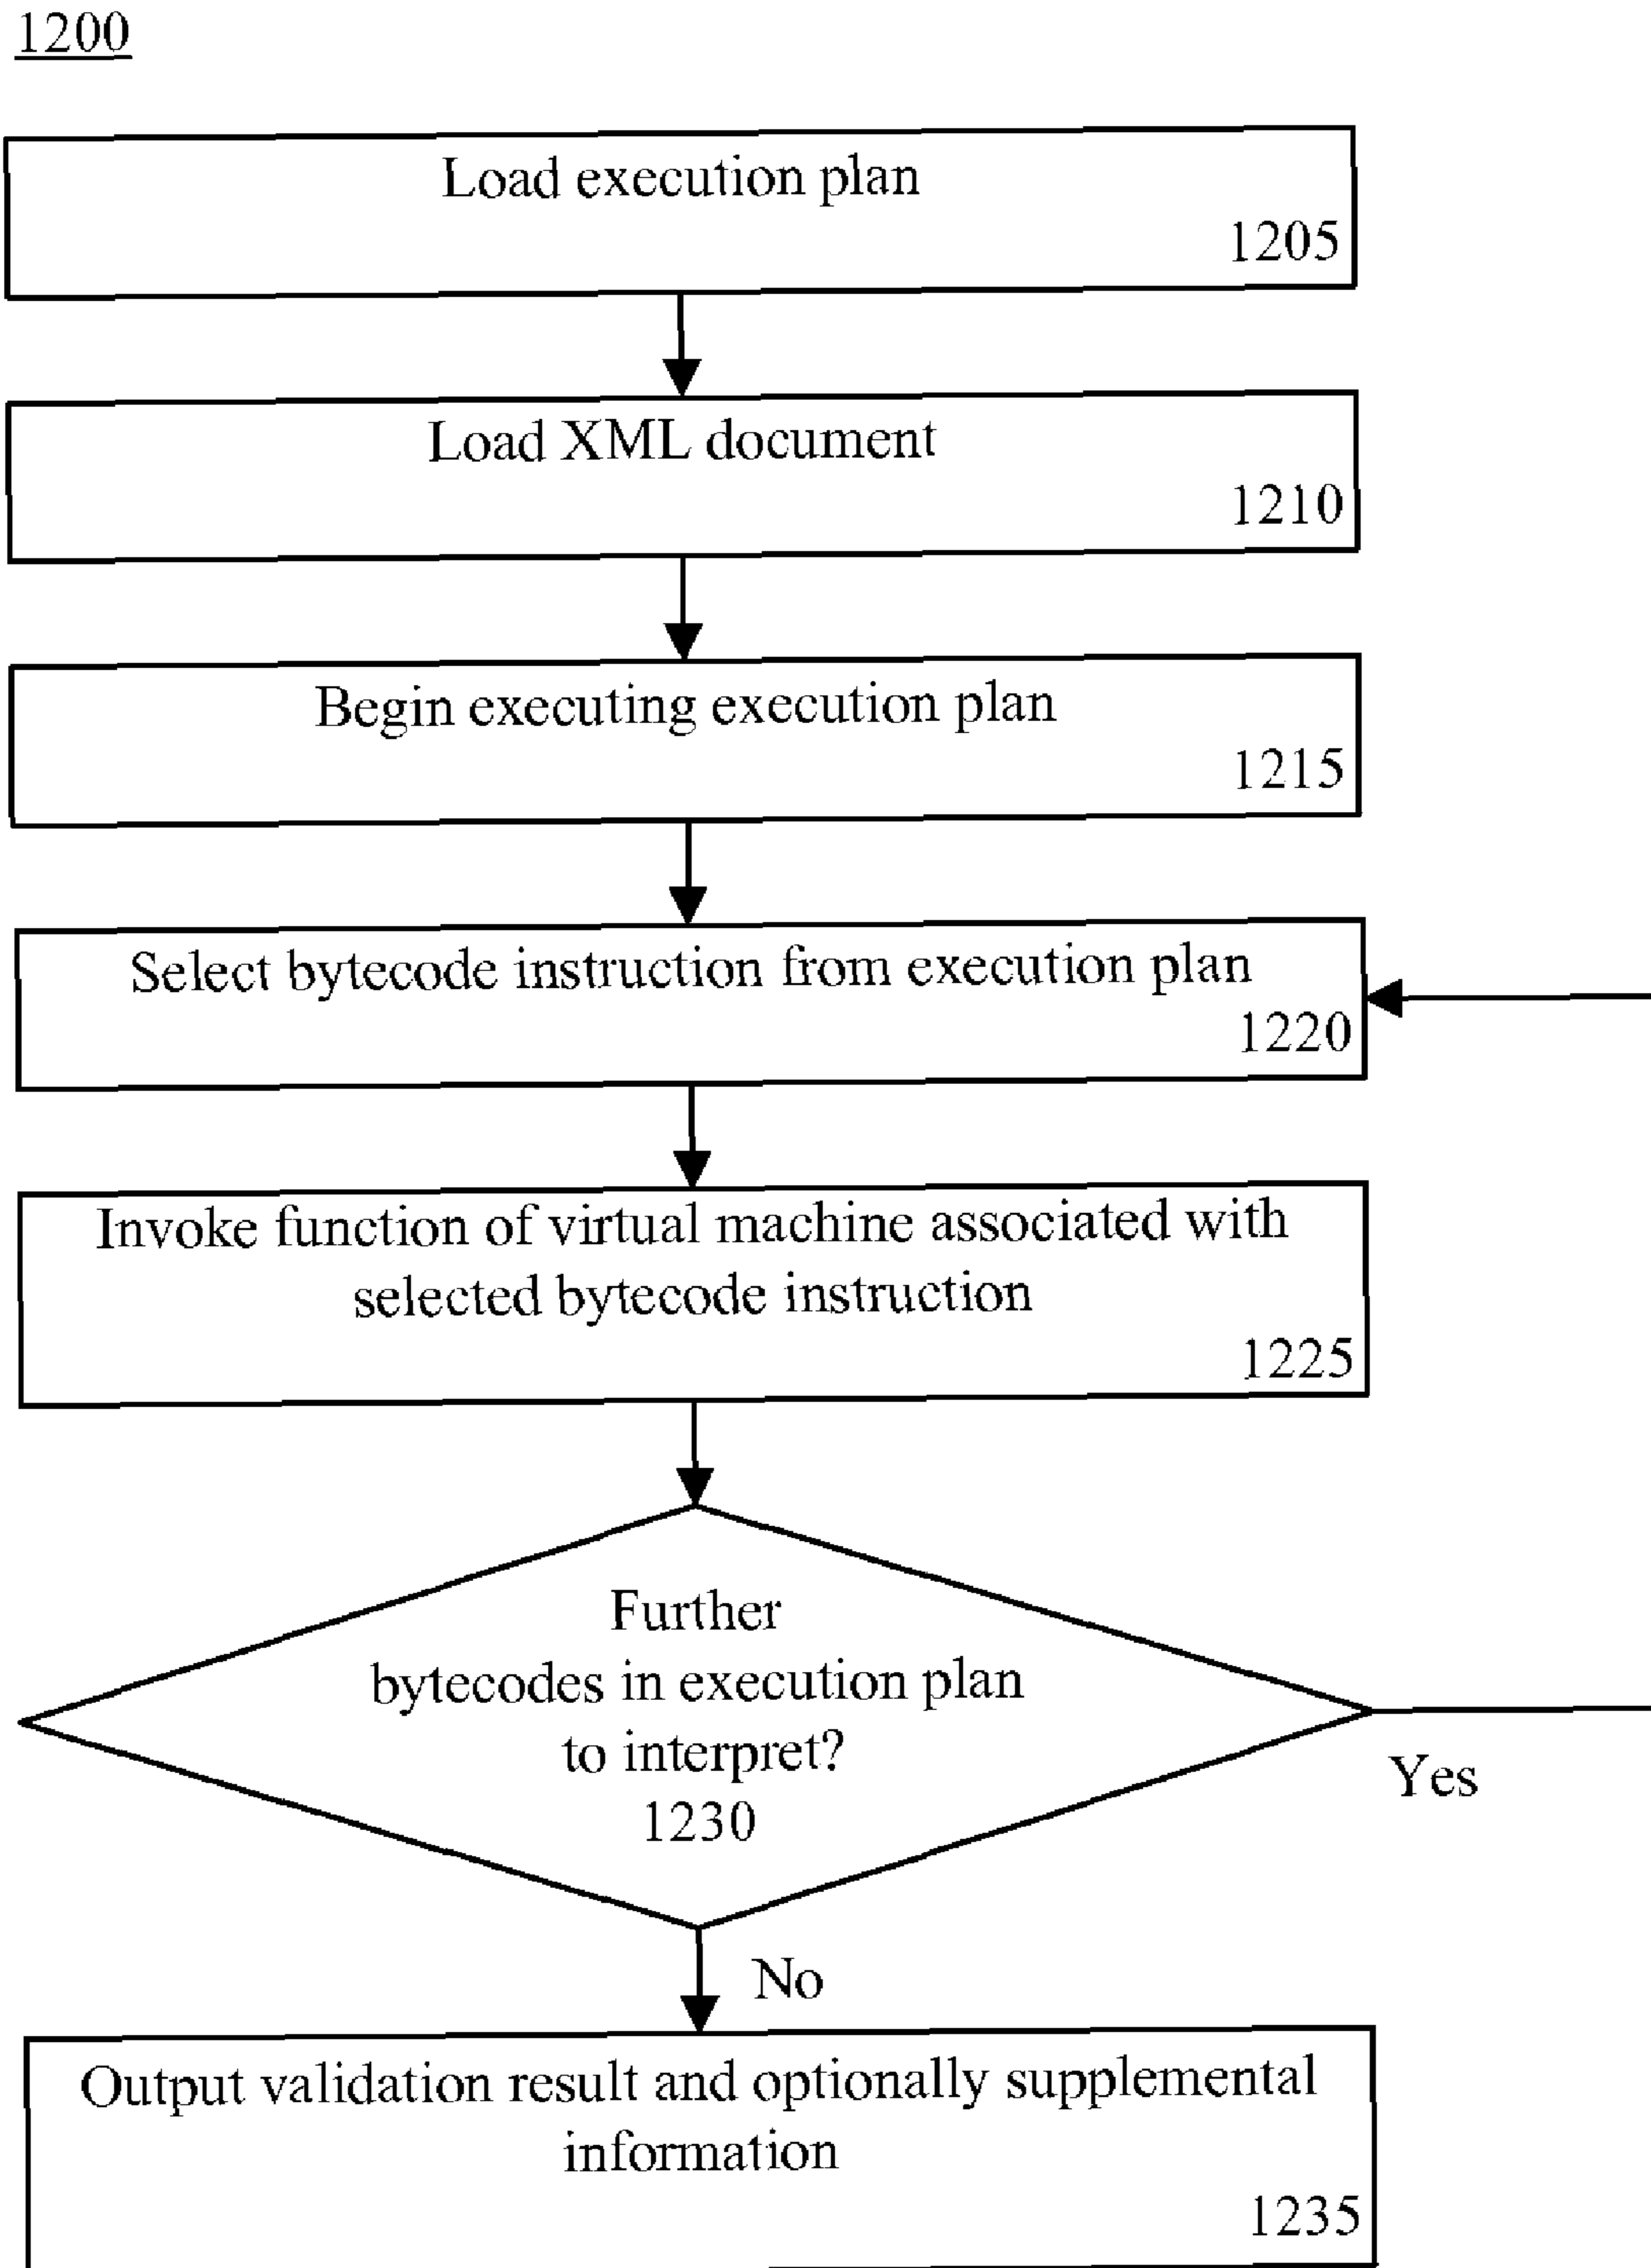 1200
Load execution plan
1205
Load XML document
1210
Begin executing execution plan
1215
Select bytecode instruction from execution plan
1220
Invoke function of virtual machine associated with
selected bytecode instruction
1225
Further
bytecodes in execution plan
to interpret?
1230
Yes
No
Output validation result and optionally supplemental
information
1235